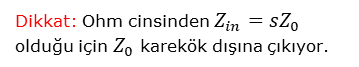 Dikkat: Ohm cinsinden Z_in = sZ_0
olduğu için Z_0 karekök dışına çıkıyor.